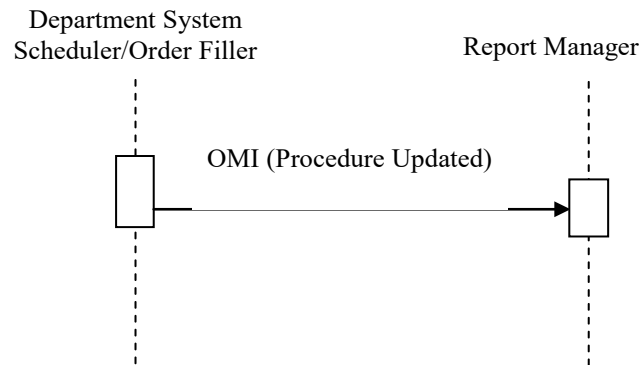 Department System
Scheduler/Order Filler
Report Manager
OMI (Procedure Updated)